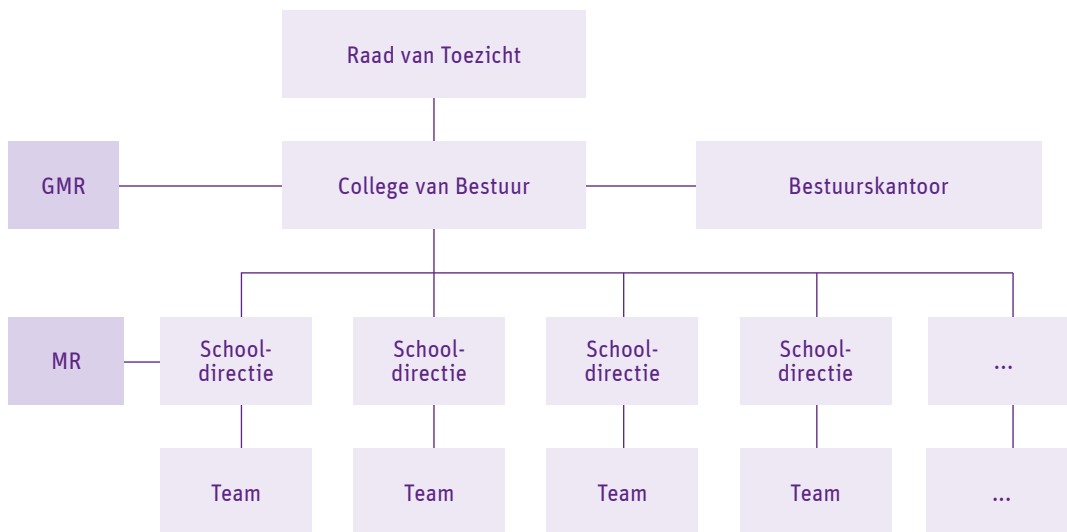 Raad van Toezicht
GMR
College van Bestuur
Bestuurskantoor
MR
School-
directie
School-
directie
School-
directie
School-
directie
...
Team
Team
Team
Team
...